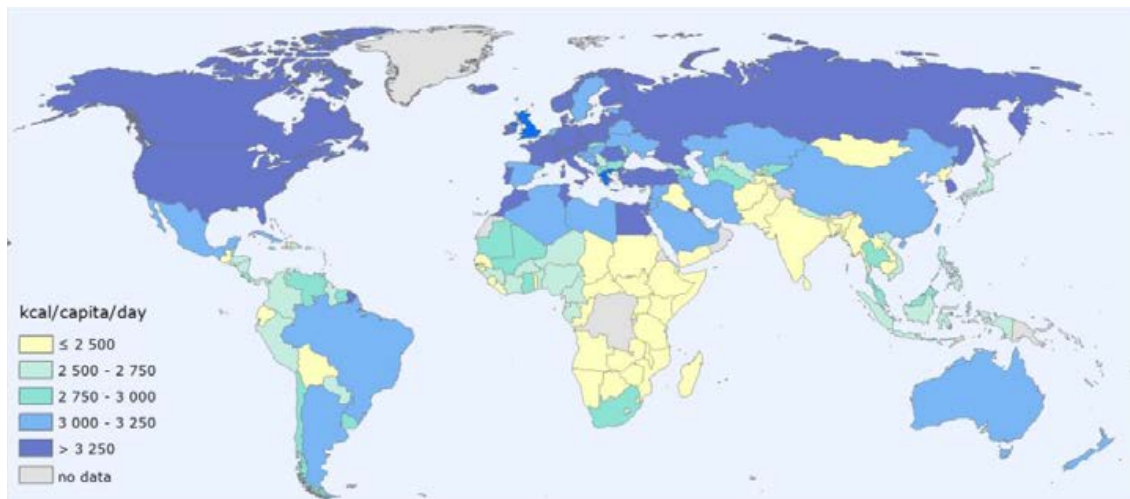 kcal/capita/day
≤ 2 500
2 500 - 2 750
2 750 - 3 000
3 000 - 3 250
> 3 250
no data